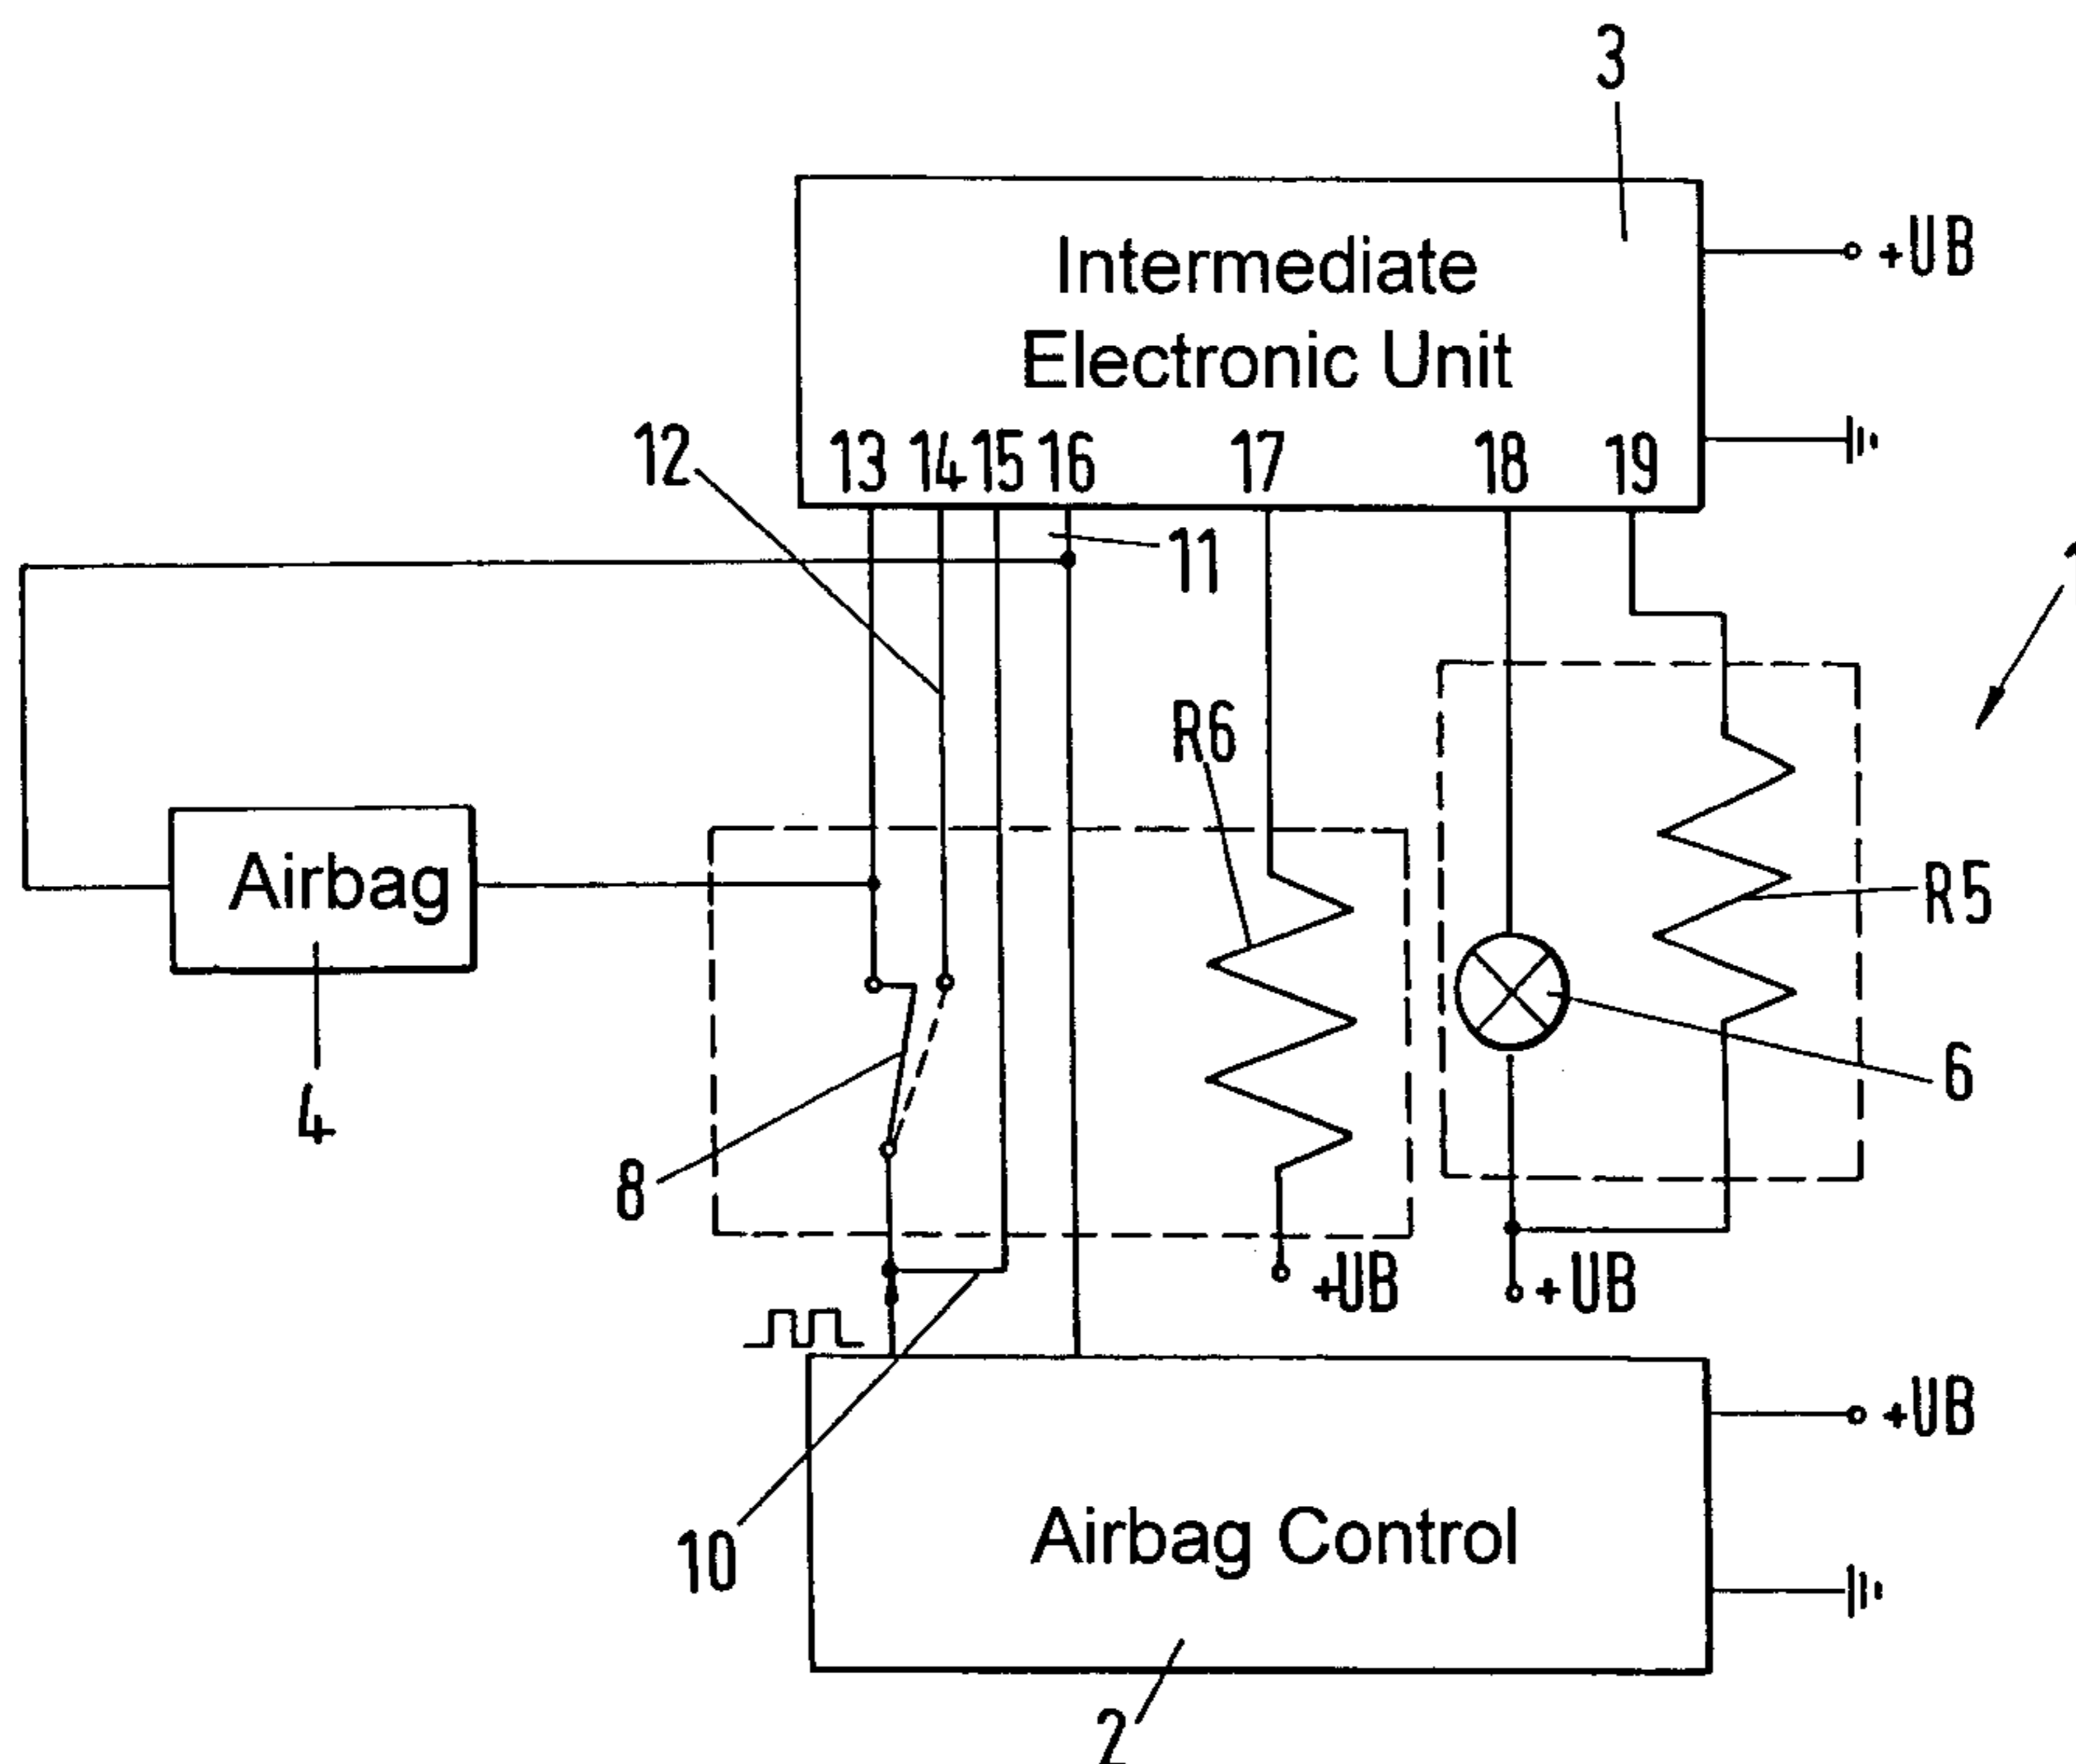 3
Intermediate
Electronic Unit
+UB
12
13 14 15 16 17 18 19
11
1
R6
Airbag
R5
4
8
6
+UB
+UB
+UB
10
Airbag Control
2